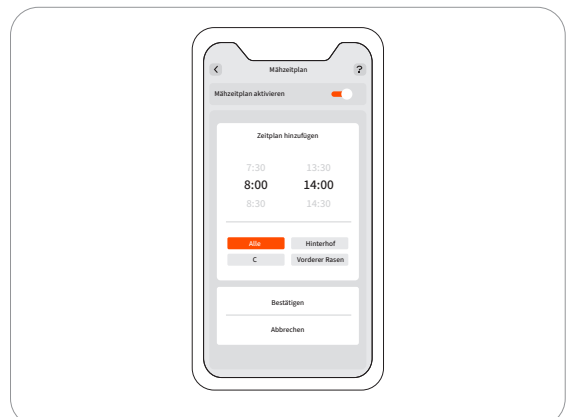 Mähzeitplan ?
Mähzeitplan aktivieren
Zeitplan hinzufügen
7:30 13:30
8:00 14:00
8:30 14:30
Alle Hinterhof
C Vorderer Rasen
Bestätigen
Abbrechen